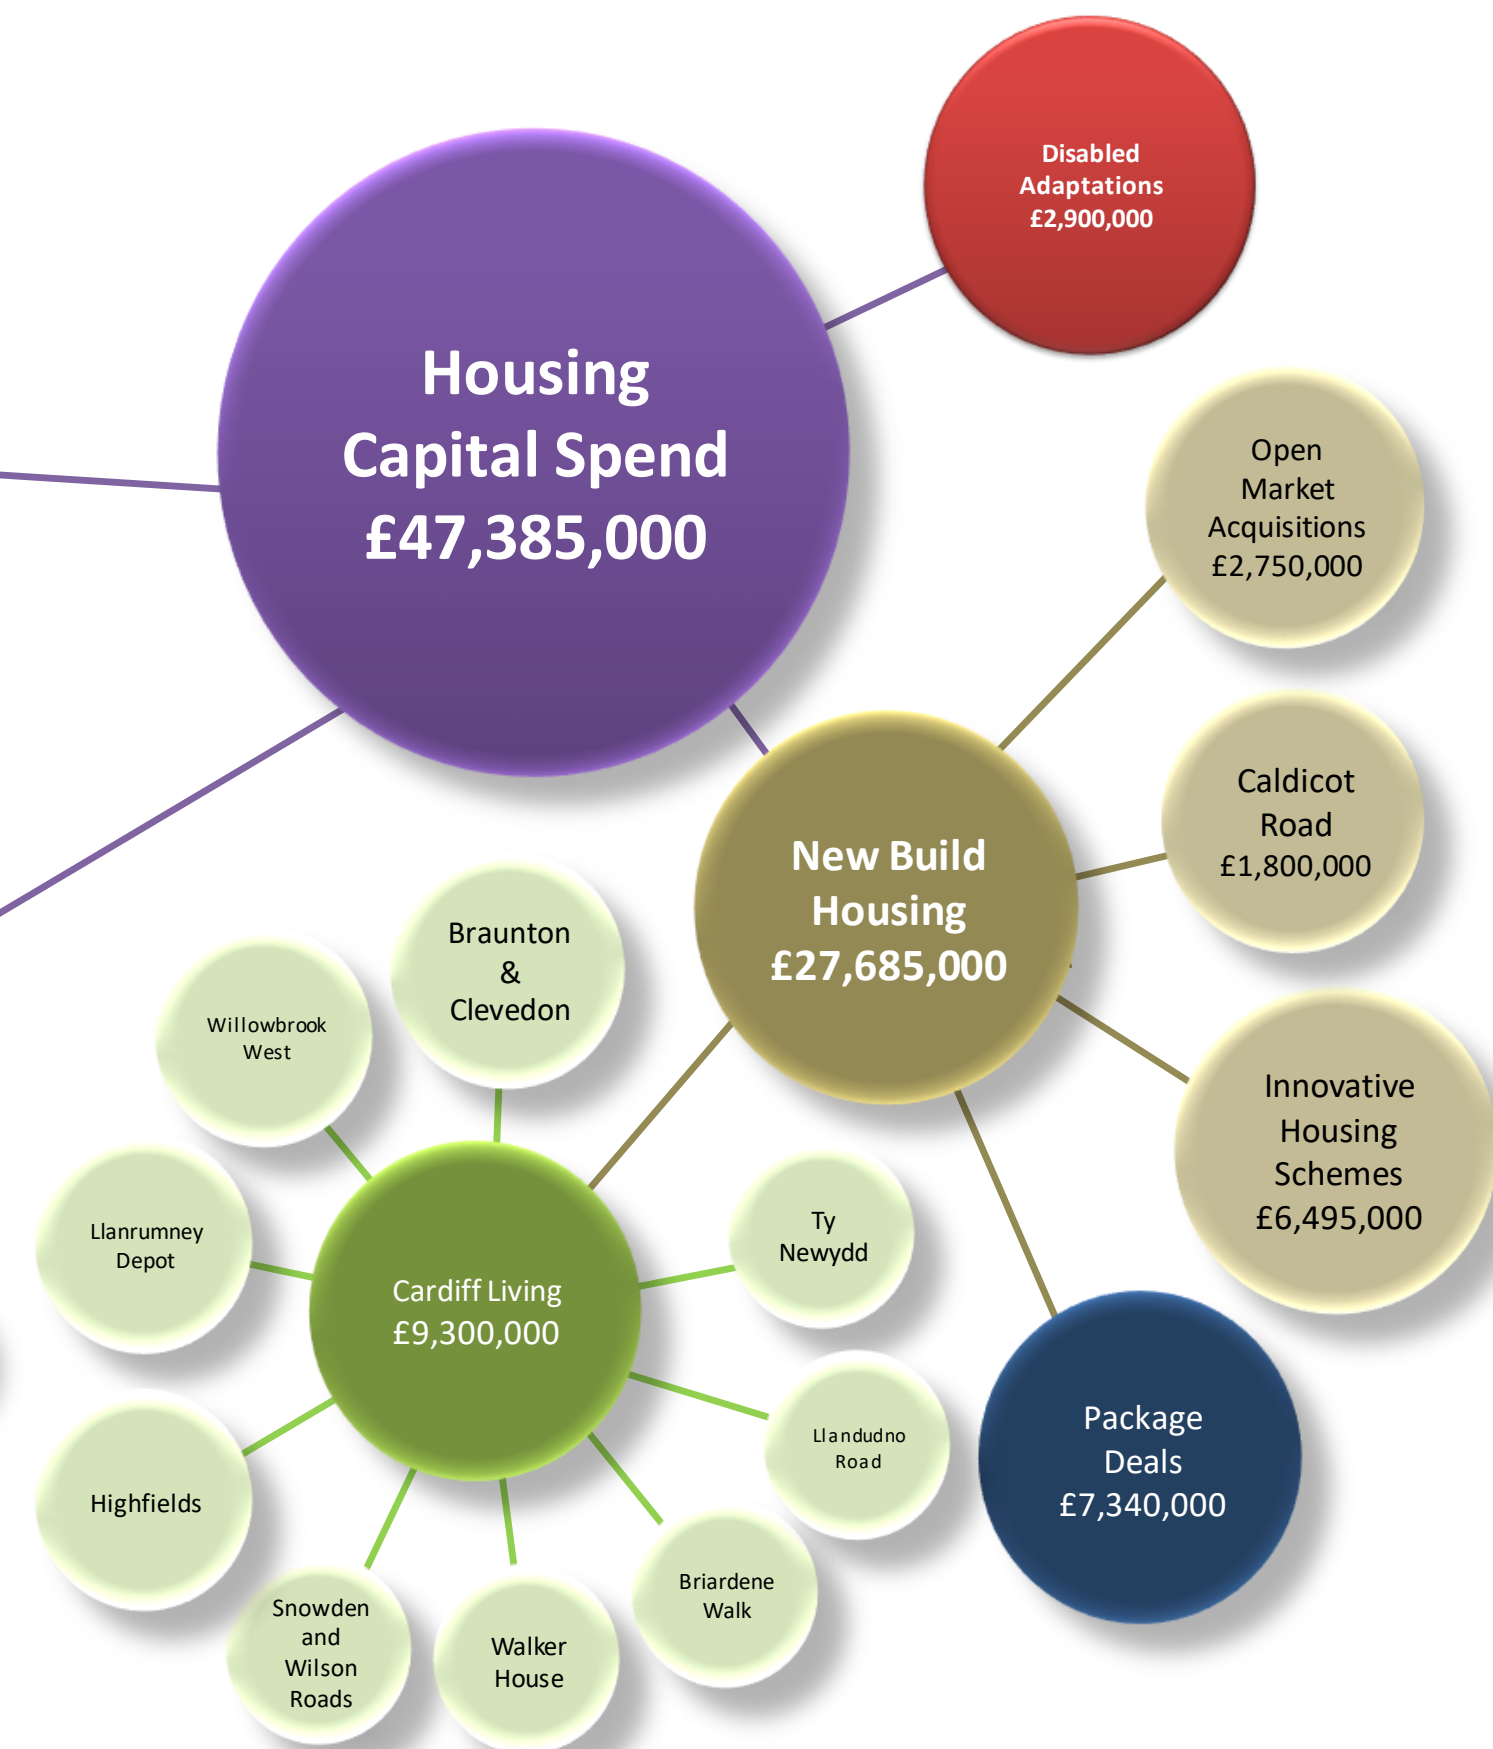 Disabled
Adaptations
£2,900,000
Housing
Capital Spend
£47,385,000
Open
Market
Acquisitions
£2,750,000
Caldicot
Road
£1,800,000
New Build
Housing
£27,685,000
Braunton
&
Clevedon
Willowbrook
West
Innovative
Housing
Schemes
£6,495,000
Llanrumney
Depot
Ty
Newydd
Cardiff Living
£9,300,000
Package
Deals
£7,340,000
Llandudno
Road
Highfields
Briardene
Walk
Snowden
and
Wilson
Roads
Walker
House